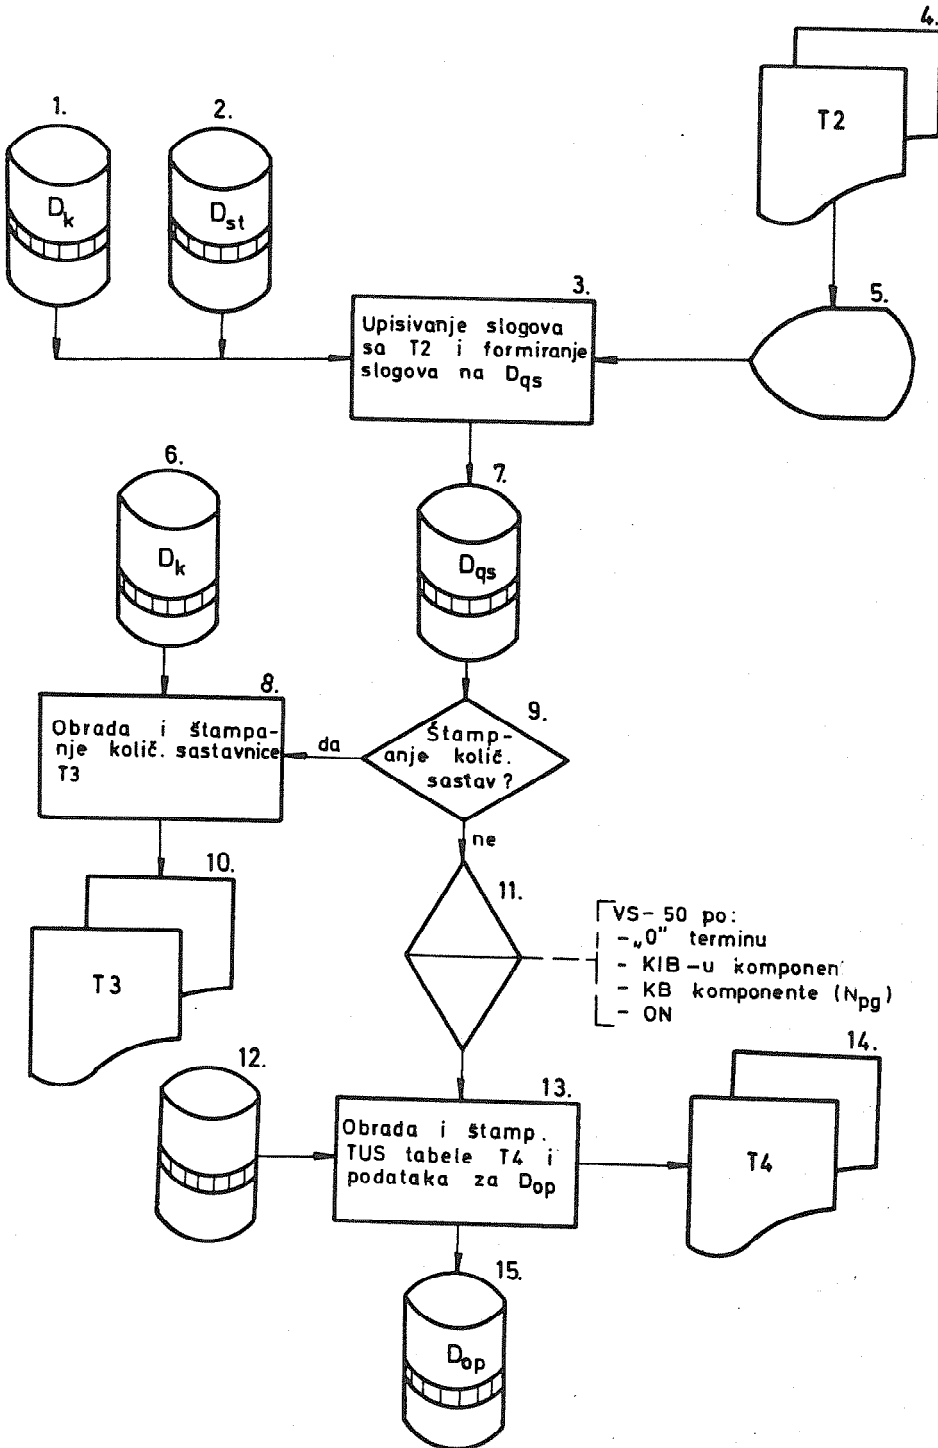 4.
T2
1.
2.
D_k
D_st
3.
5.
Upisivanje slogova
sa T2 i formiranje
slogova na D_qs
6.
7.
D_k
D_qs
8.
9.
Obrada i štampa-
nje količ. sastavnice
T3
da
Štamp-
anje količ.
sastav?
ne
10.
T3
11.
VS-50 po:
-„0" terminu
- KIB-u komponen
- KB komponente (N_pg)
- ON
12.
13.
14.
Obrada i štamp.
TUS tabele T4 i
podataka za D_op
T4
15.
D_op